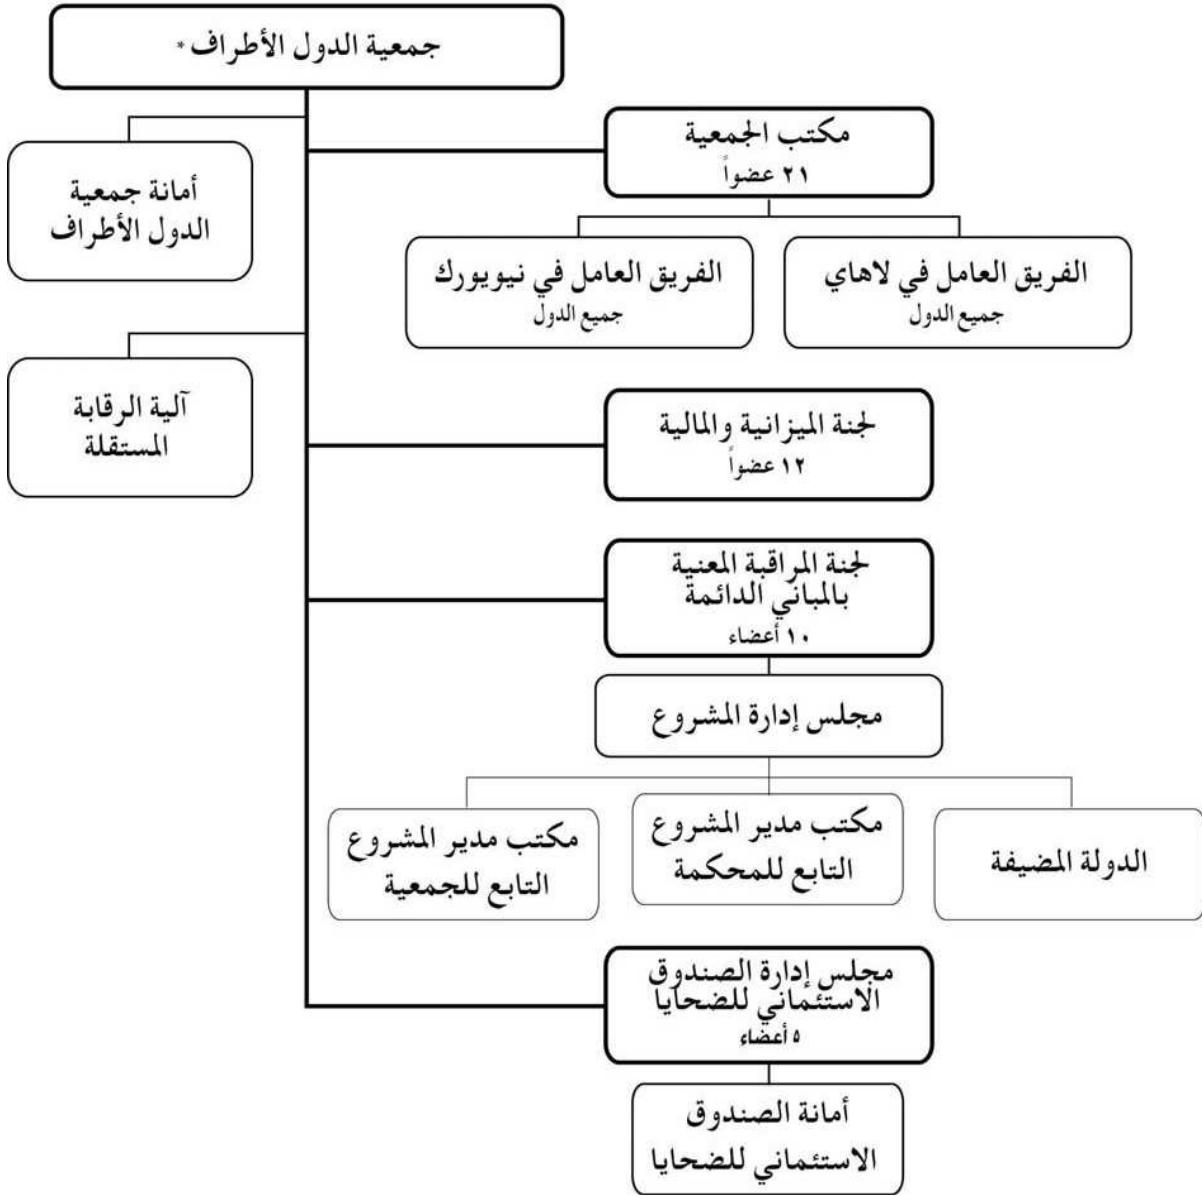 جمعية الدول الأطراف *
مكتب الجمعية
٢١ عضواً
أمانة جمعية
الدول الأطراف
الفريق العامل في لاهاي
جميع الدول
الفريق العامل في نيويورك
جميع الدول
آلية الرقابة
المستقلة
لجنة الميزانية والمالية
١٢ عضواً
لجنة المراقبة المعنية
بالمباني الدائمة
١٠ أعضاء
مجلس إدارة المشروع
الدولة المضيفة
مكتب مدير المشروع
التابع للمحكمة
مكتب مدير المشروع
التابع للجمعية
مجلس إدارة الصندوق
الاستئماني للضحايا
٥ أعضاء
أمانة الصندوق
الاستئماني للضحايا